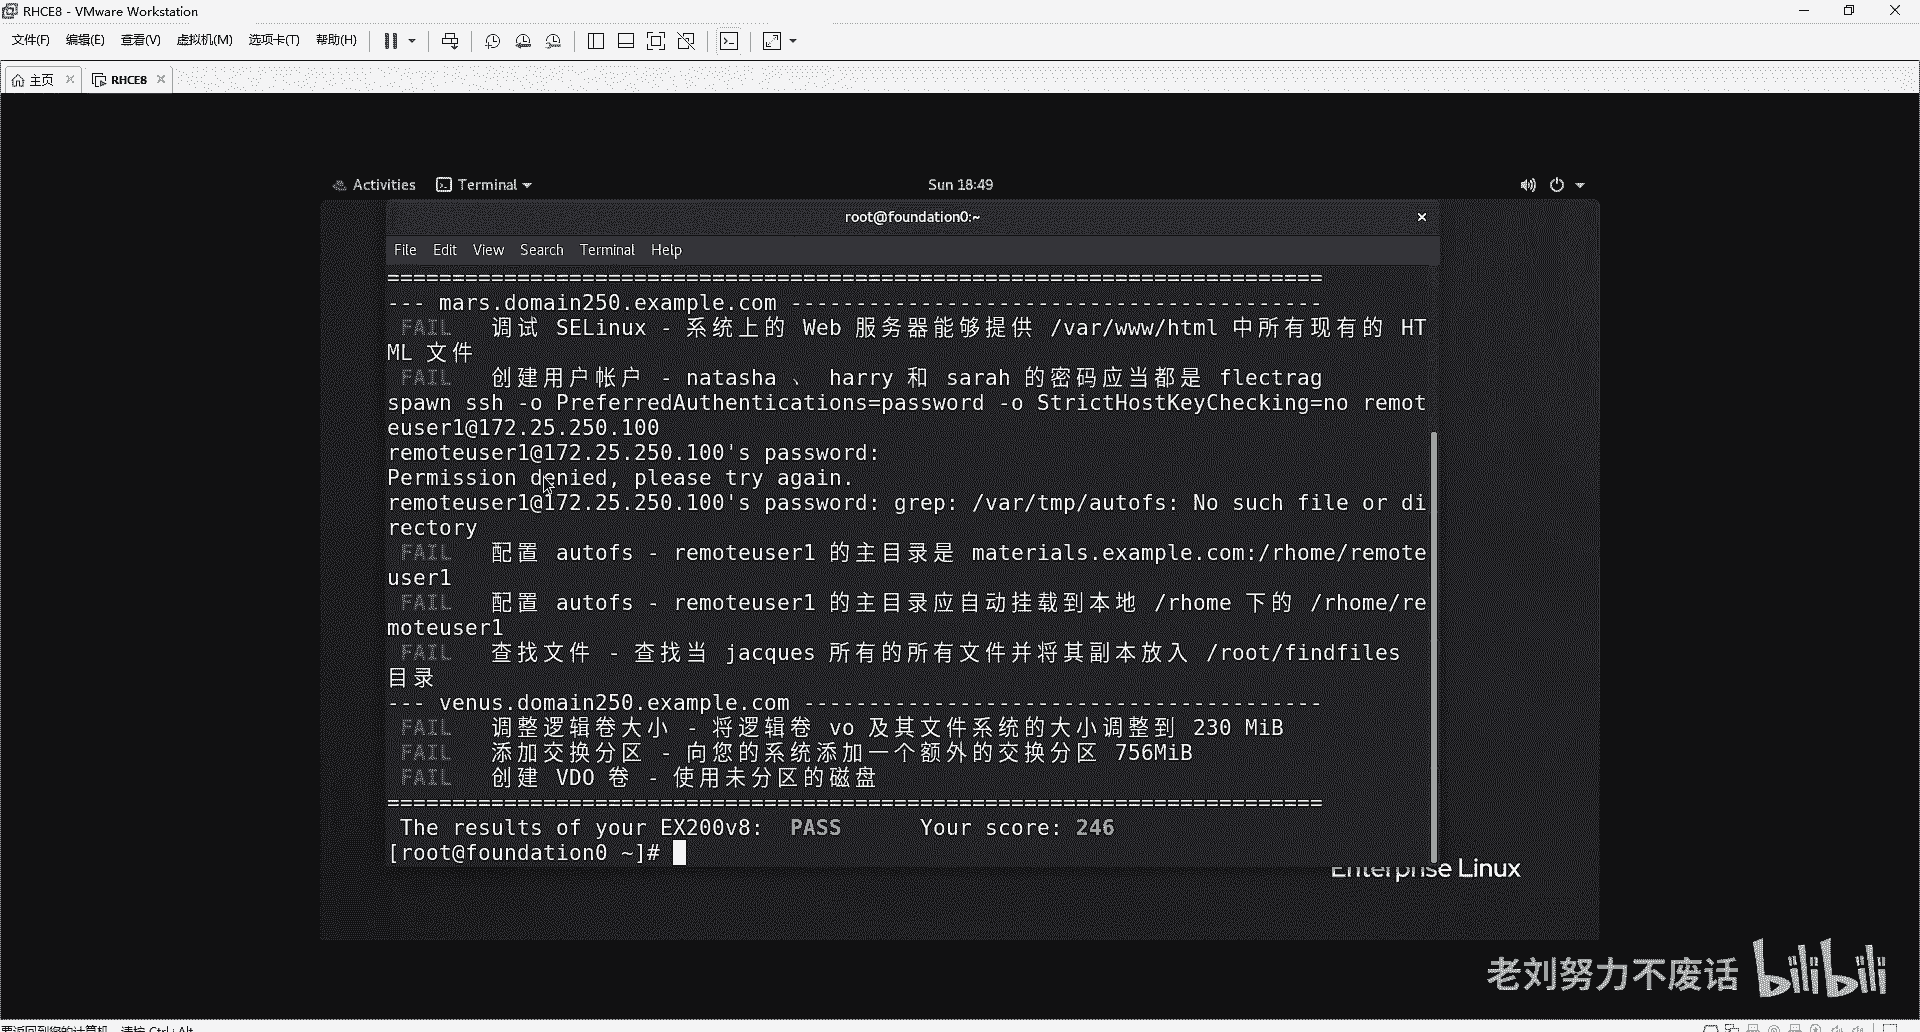 RHCE8 - VMware Workstation
文件(F) 编辑(E) 查看(V) 虚拟机(M) 选项卡(T) 帮助(H)
主页 RHCE8
Activities Terminal Sun 18:49
root@foundation0:~
File Edit View Search Terminal Help
========================================================================
--- mars.domain250.example.com -----------------------------------------
FAIL 调试 SELinux - 系统上的 Web 服务器能够提供 /var/www/html 中所有现有的 HT
ML 文件
FAIL 创建用户帐户 - natasha 、 harry 和 sarah 的密码应当都是 flectrag
spawn ssh -o PreferredAuthentications=password -o StrictHostKeyChecking=no remot
euser1@172.25.250.100
remoteuser1@172.25.250.100's password:
Permission denied, please try again.
remoteuser1@172.25.250.100's password: grep: /var/tmp/autofs: No such file or di
rectory
FAIL 配置 autofs - remoteuser1 的主目录是 materials.example.com:/rhome/remote
user1
FAIL 配置 autofs - remoteuser1 的主目录应自动挂载到本地 /rhome 下的 /rhome/re
moteuser1
FAIL 查找文件 - 查找当 jacques 所有的所有文件并将其副本放入 /root/findfiles
目录
--- venus.domain250.example.com ----------------------------------------
FAIL 调整逻辑卷大小 - 将逻辑卷 vo 及其文件系统的大小调整到 230 MiB
FAIL 添加交换分区 - 向您的系统添加一个额外的交换分区 756MiB
FAIL 创建 VDO 卷 - 使用未分区的磁盘
========================================================================
The results of your EX200v8: PASS Your score: 246
[root@foundation0 ~]#
Enterprise Linux
老刘努力不废话 bilibili
要返回到您的计算机，请按 Ctrl+Alt